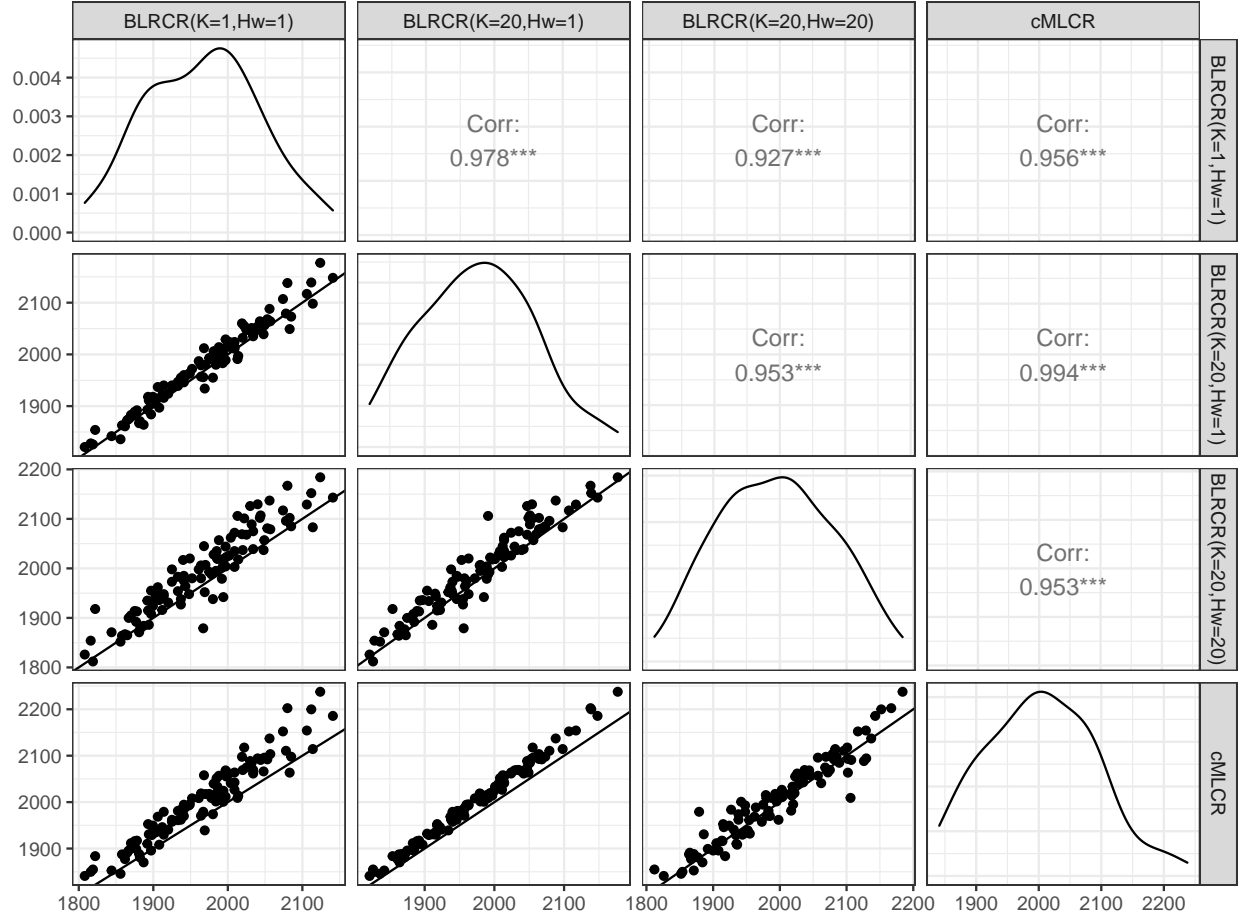 BLRCR(K=1,Hw=1)
BLRCR(K=20,Hw=1)
BLRCR(K=20,Hw=20)
cMLCR
0.004
0.003
0.002
0.001
0.000
Corr:
0.978***
Corr:
0.927***
Corr:
0.956***
BLRCR(K=1,Hw=1)
2100
2000
1900
Corr:
0.953***
Corr:
0.994***
BLRCR(K=20,Hw=1)
2200
2100
2000
1900
1800
Corr:
0.953***
BLRCR(K=20,Hw=20)
2200
2100
2000
1900
cMLCR
1800
1900
2000
2100
1900
2000
2100
1800
1900
2000
2100
2200
1900
2000
2100
2200